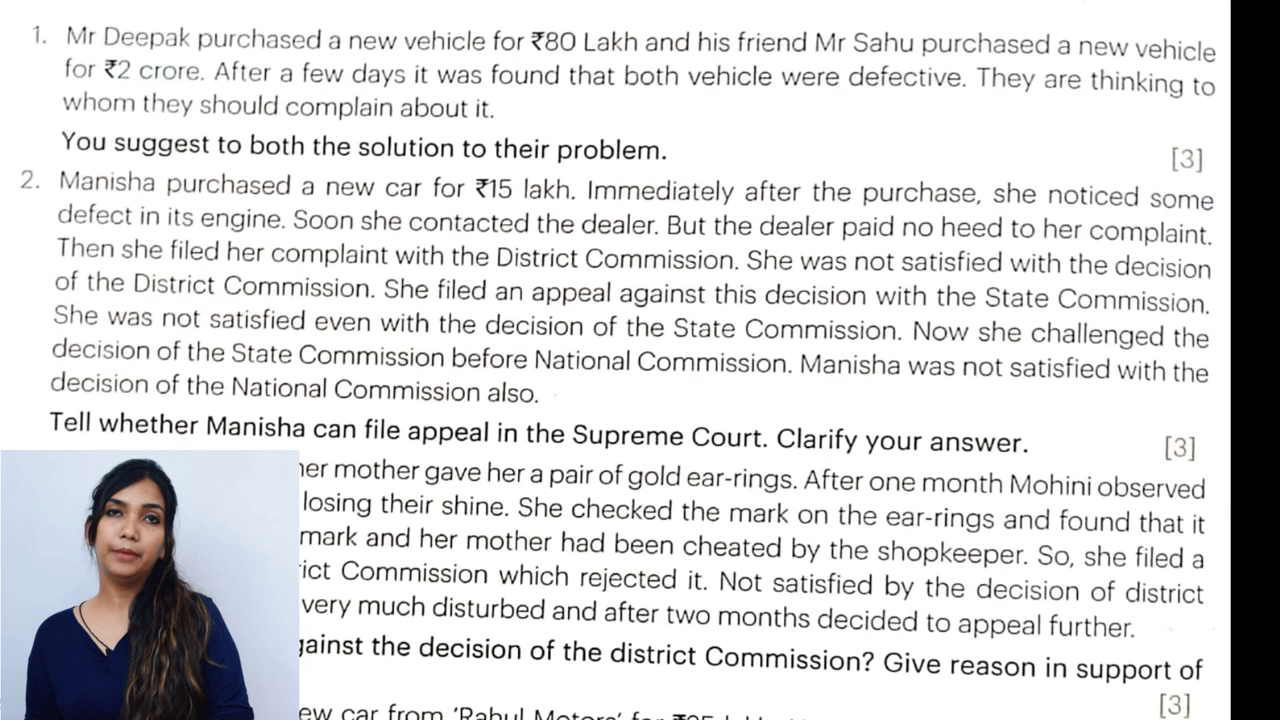 1. Mr Deepak purchased a new vehicle for ₹80 Lakh and his friend Mr Sahu purchased a new vehicle
for ₹2 crore. After a few days it was found that both vehicle were defective. They are thinking to
whom they should complain about it.
You suggest to both the solution to their problem. [3]
2. Manisha purchased a new car for ₹15 lakh. Immediately after the purchase, she noticed some
defect in its engine. Soon she contacted the dealer. But the dealer paid no heed to her complaint.
Then she filed her complaint with the District Commission. She was not satisfied with the decision
of the District Commission. She filed an appeal against this decision with the State Commission.
She was not satisfied even with the decision of the State Commission. Now she challenged the
decision of the State Commission before National Commission. Manisha was not satisfied with the
decision of the National Commission also.
Tell whether Manisha can file appeal in the Supreme Court. Clarify your answer. [3]
her mother gave her a pair of gold ear-rings. After one month Mohini observed
losing their shine. She checked the mark on the ear-rings and found that it
mark and her mother had been cheated by the shopkeeper. So, she filed a
Commission which rejected it. Not satisfied by the decision of district
very much disturbed and after two months decided to appeal further.
the decision of the district Commission? Give reason in support of
[3]
car from 'Rahul Motors' for